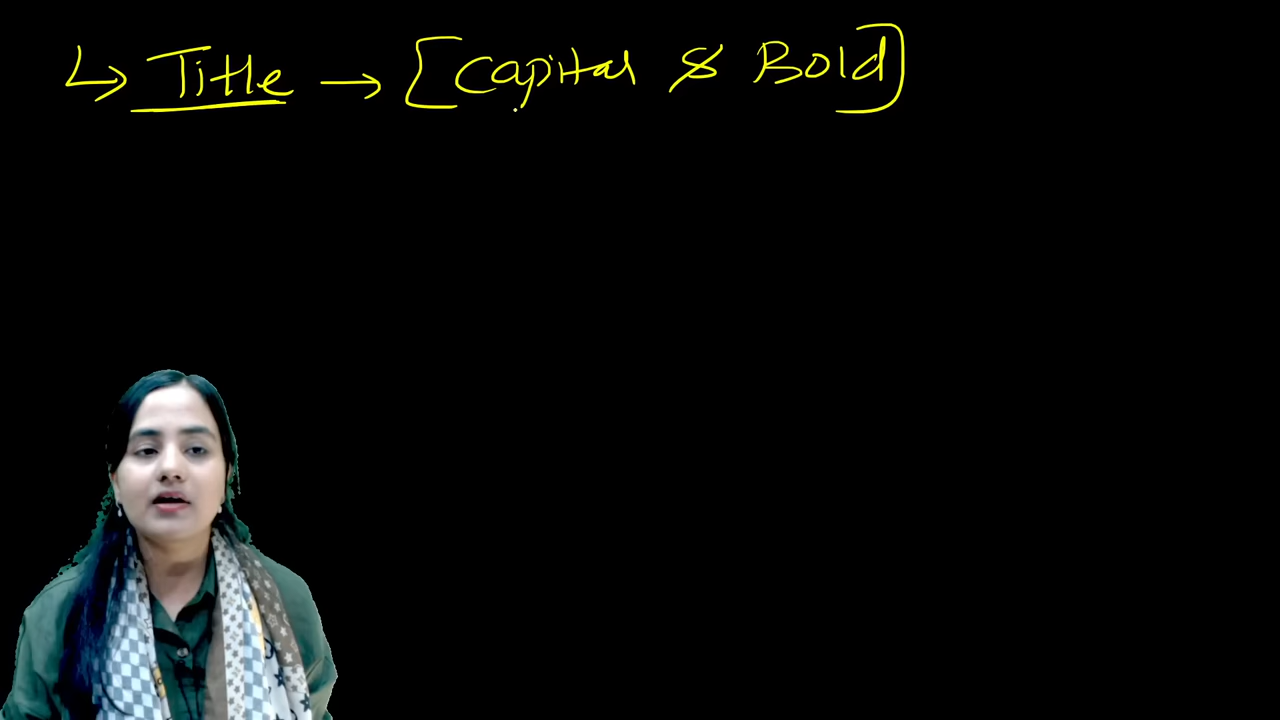 ↳ Title → [Capital & Bold]